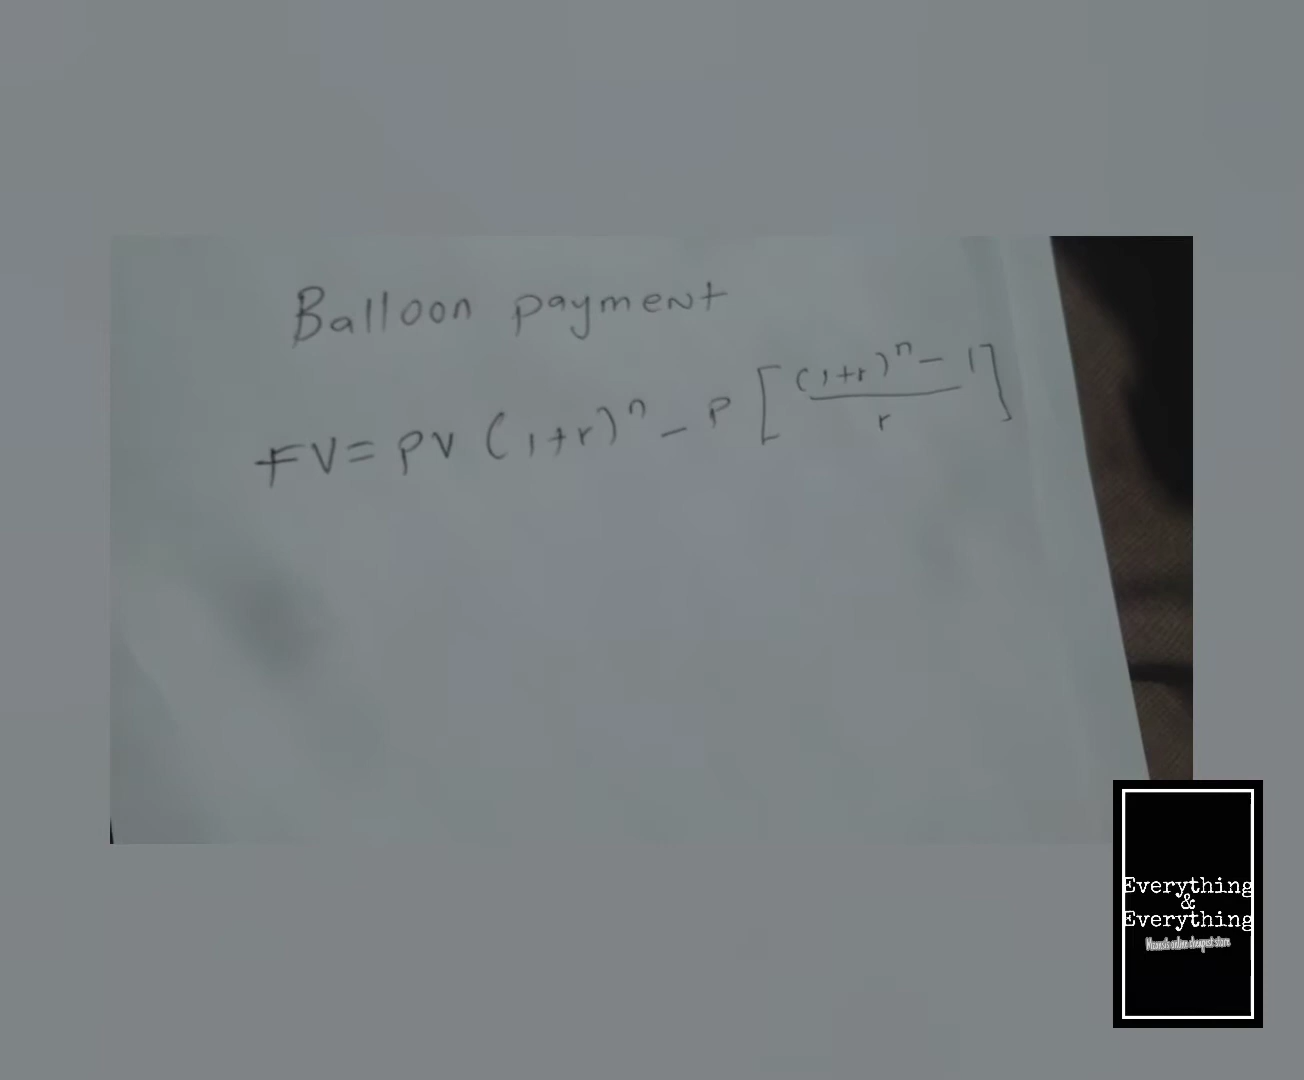 Balloon payment
FV = PV (1+r)^n - P [ (1+r)^n - 1 / r ]
Everything
&
Everything